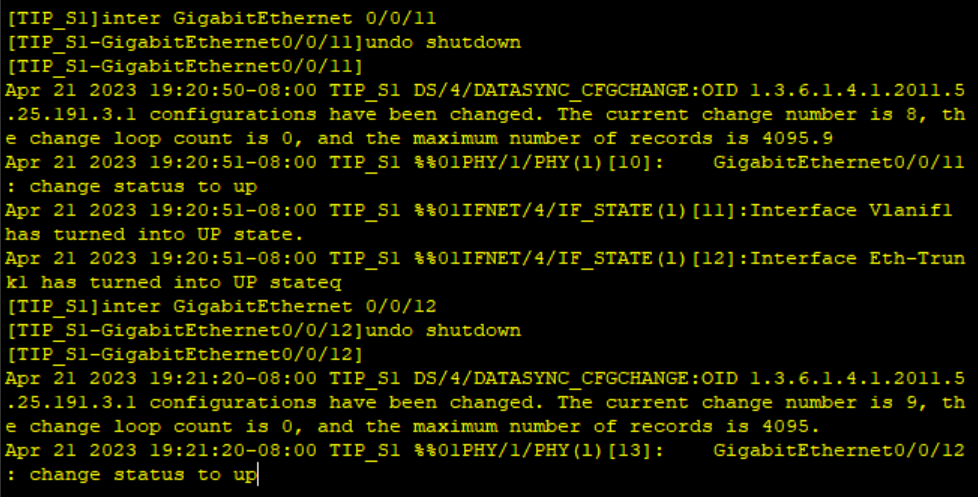 [TIP_S1]inter GigabitEthernet 0/0/11
[TIP_S1-GigabitEthernet0/0/11]undo shutdown
[TIP_S1-GigabitEthernet0/0/11]
Apr 21 2023 19:20:50-08:00 TIP_S1 DS/4/DATASYNC_CFGCHANGE:OID 1.3.6.1.4.1.2011.5
.25.191.3.1 configurations have been changed. The current change number is 8, th
e change loop count is 0, and the maximum number of records is 4095.9
Apr 21 2023 19:20:51-08:00 TIP_S1 %%01PHY/1/PHY(l)[10]:    GigabitEthernet0/0/11
: change status to up
Apr 21 2023 19:20:51-08:00 TIP_S1 %%01IFNET/4/IF_STATE(l)[11]:Interface Vlanif1
has turned into UP state.
Apr 21 2023 19:20:51-08:00 TIP_S1 %%01IFNET/4/IF_STATE(l)[12]:Interface Eth-Trun
k1 has turned into UP stateq
[TIP_S1]inter GigabitEthernet 0/0/12
[TIP_S1-GigabitEthernet0/0/12]undo shutdown
[TIP_S1-GigabitEthernet0/0/12]
Apr 21 2023 19:21:20-08:00 TIP_S1 DS/4/DATASYNC_CFGCHANGE:OID 1.3.6.1.4.1.2011.5
.25.191.3.1 configurations have been changed. The current change number is 9, th
e change loop count is 0, and the maximum number of records is 4095.
Apr 21 2023 19:21:20-08:00 TIP_S1 %%01PHY/1/PHY(l)[13]:    GigabitEthernet0/0/12
: change status to up